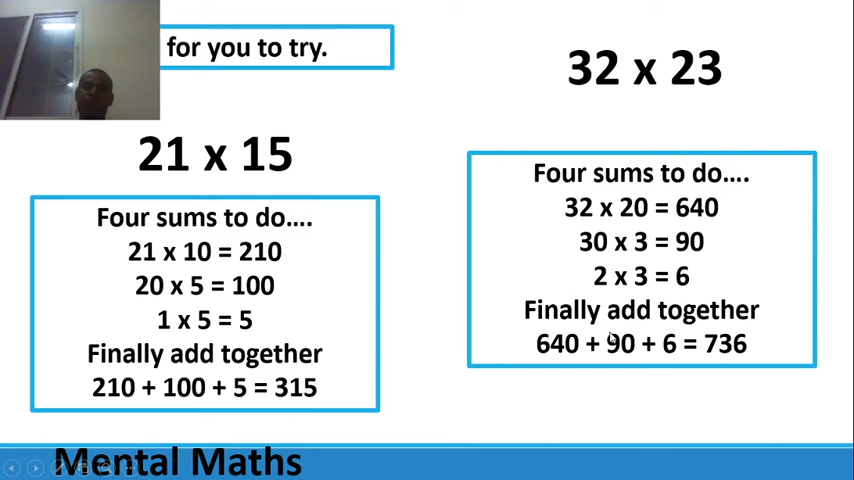 for you to try.
21 x 15
Four sums to do....
21 x 10 = 210
20 x 5 = 100
1 x 5 = 5
Finally add together
210 + 100 + 5 = 315
32 x 23
Four sums to do....
32 x 20 = 640
30 x 3 = 90
2 x 3 = 6
Finally add together
640 + 90 + 6 = 736
Mental Maths